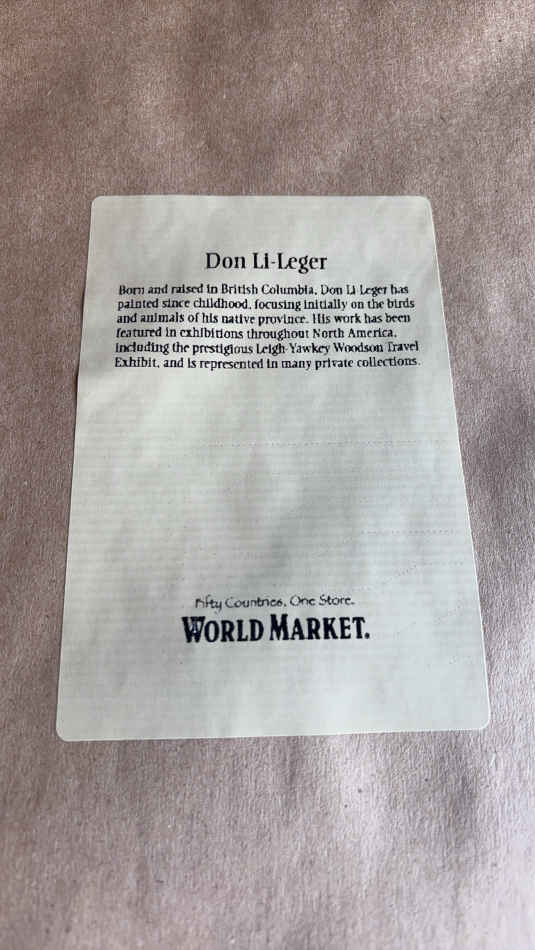 Don Li-Leger
Born and raised in British Columbia, Don Li Leger has
painted since childhood, focusing initially on the birds
and animals of his native province. His work has been
featured in exhibitions throughout North America,
including the prestigious Leigh-Yawkey Woodson Travel
Exhibit, and is represented in many private collections.
Fifty Countries. One Store.
WORLD MARKET.